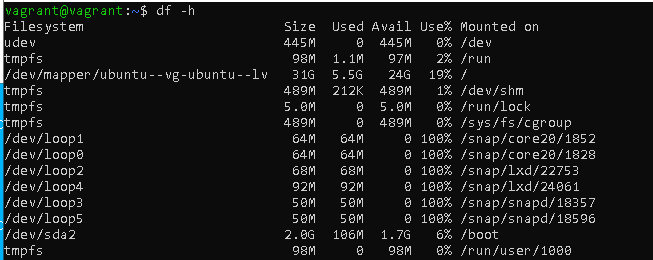 vagrant@vagrant:~$ df -h
Filesystem                         Size  Used Avail Use% Mounted on
udev                               445M     0  445M   0% /dev
tmpfs                               98M  1.1M   97M   2% /run
/dev/mapper/ubuntu--vg-ubuntu--lv   31G  5.5G   24G  19% /
tmpfs                              489M  212K  489M   1% /dev/shm
tmpfs                              5.0M     0  5.0M   0% /run/lock
tmpfs                              489M     0  489M   0% /sys/fs/cgroup
/dev/loop1                          64M   64M     0 100% /snap/core20/1852
/dev/loop0                          64M   64M     0 100% /snap/core20/1828
/dev/loop2                          68M   68M     0 100% /snap/lxd/22753
/dev/loop4                          92M   92M     0 100% /snap/lxd/24061
/dev/loop3                          50M   50M     0 100% /snap/snapd/18357
/dev/loop5                          50M   50M     0 100% /snap/snapd/18596
/dev/sda2                          2.0G  106M  1.7G   6% /boot
tmpfs                               98M     0   98M   0% /run/user/1000